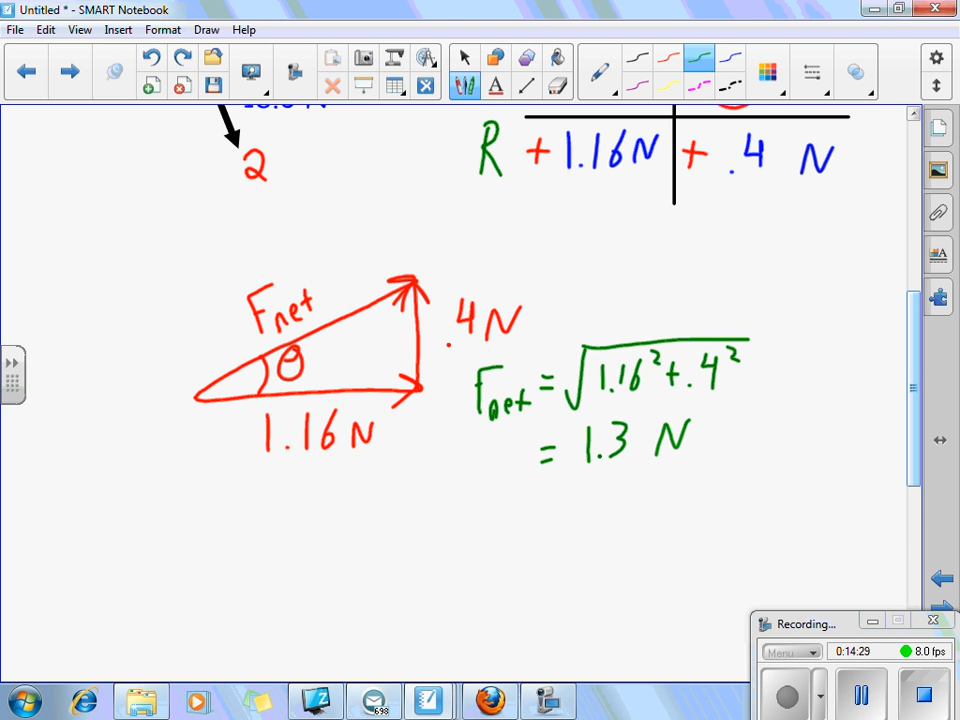 Untitled * - SMART Notebook
File Edit View Insert Format Draw Help
2
R + 1.16N + .4 N
Fnet
θ
.4N
1.16N
Fnet = √1.16² + .4²
= 1.3 N
Recording...
Menu 0:14:29 8.0 fps
698